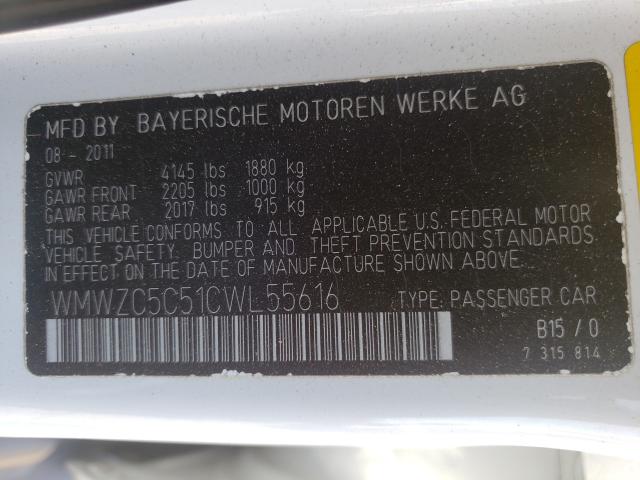 MFD BY BAYERISCHE MOTOREN WERKE AG
08 - 2011
GVWR 4145 lbs 1880 kg
GAWR FRONT 2205 lbs 1000 kg
GAWR REAR 2017 lbs 915 kg
THIS VEHICLE CONFORMS TO ALL APPLICABLE U.S. FEDERAL MOTOR
VEHICLE SAFETY, BUMPER AND THEFT PREVENTION STANDARDS
IN EFFECT ON THE DATE OF MANUFACTURE SHOWN ABOVE.
WMWZC5C51CWL55616 TYPE: PASSENGER CAR
B15 / 0
7 315 814